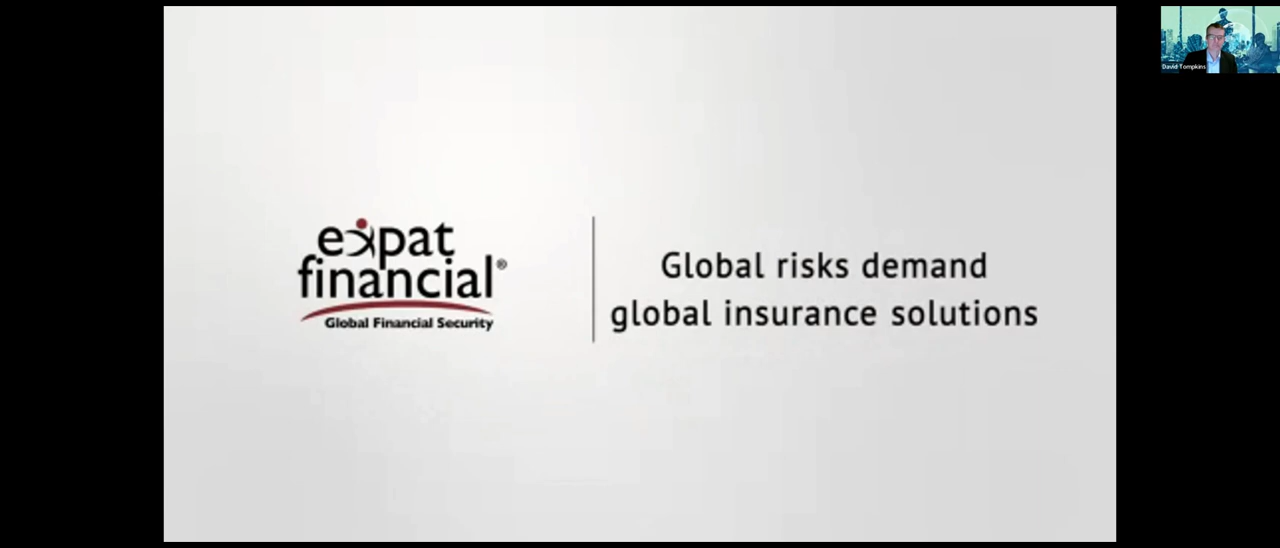 expat
financial®
Global Financial Security
Global risks demand
global insurance solutions
David Tompkins